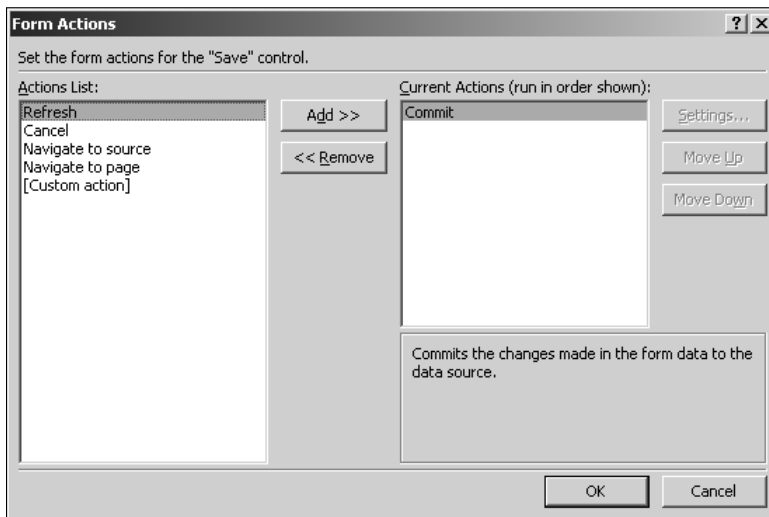 Form Actions
Set the form actions for the "Save" control.
Actions List:
Refresh
Cancel
Navigate to source
Navigate to page
[Custom action]
Add >>
<< Remove
Current Actions (run in order shown):
Commit
Settings...
Move Up
Move Down
Commits the changes made in the form data to the
data source.
OK
Cancel